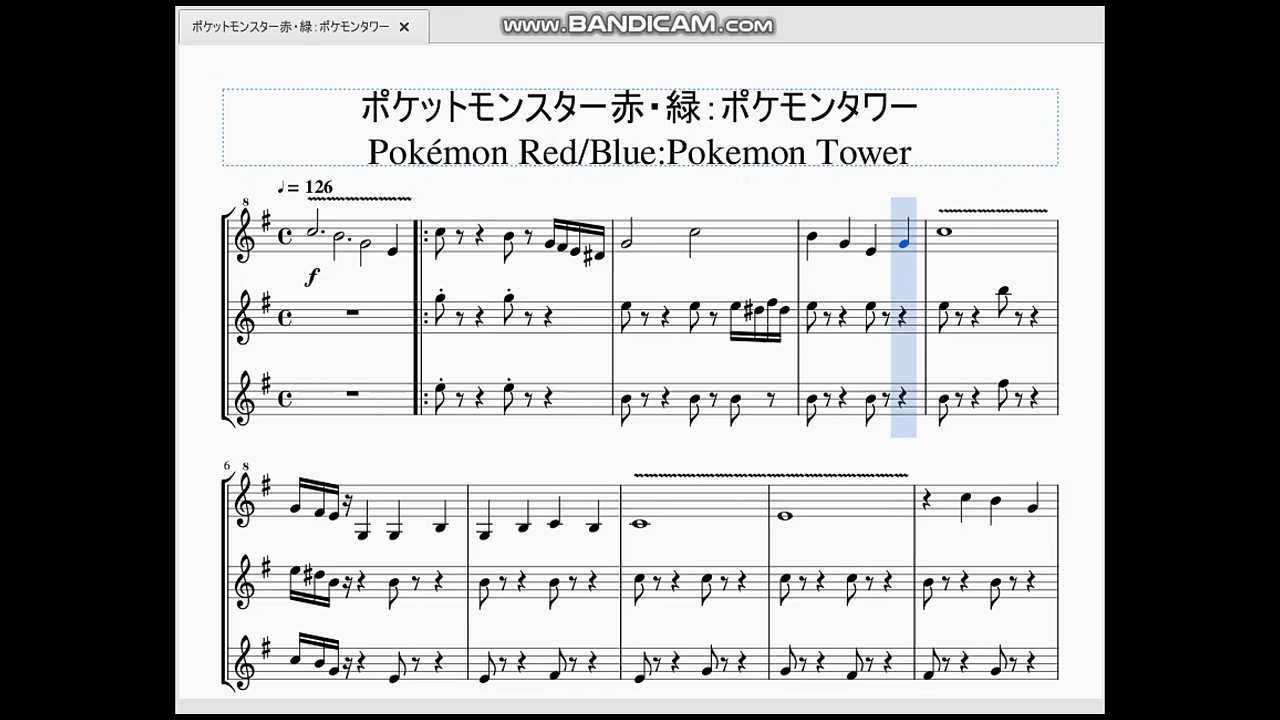 ポケットモンスター赤・緑：ポケモンタワー ×
www.BANDICAM.com
ポケットモンスター赤・緑：ポケモンタワー
Pokémon Red/Blue:Pokemon Tower
♩= 126
8
f
6
8